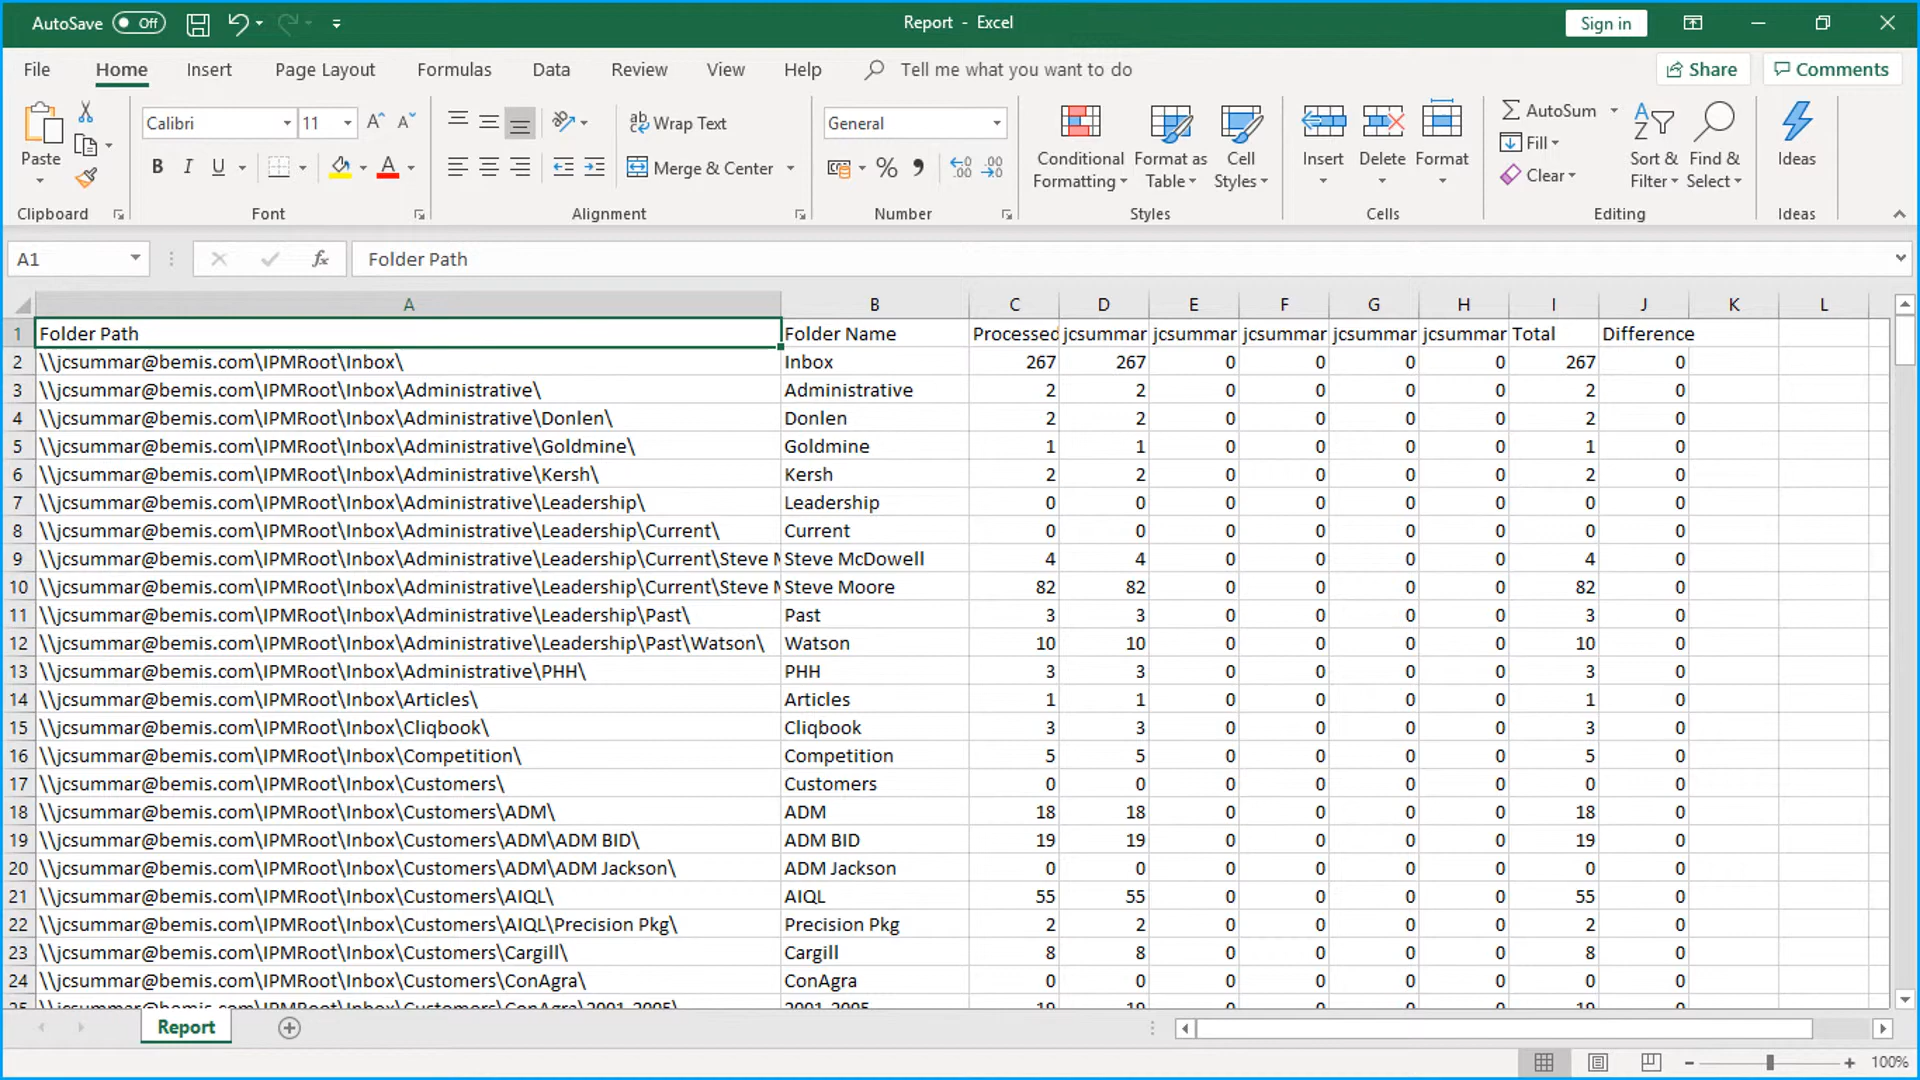 AutoSave Off Report - Excel Sign in
File Home Insert Page Layout Formulas Data Review View Help Tell me what you want to do Share Comments
Paste Calibri 11 Wrap Text General Conditional Formatting Format as Table Cell Styles Insert Delete Format AutoSum Fill Clear Sort & Filter Find & Select Ideas
B I U Merge & Center % 9
Clipboard Font Alignment Number Styles Cells Editing Ideas
A1 fx Folder Path
A B C D E F G H I J K L
1 Folder Path Folder Name Processed jcsummar jcsummar jcsummar jcsummar jcsummar Total Difference
2 \\jcsummar@bemis.com\IPMRoot\Inbox\ Inbox 267 267 0 0 0 0 267 0
3 \\jcsummar@bemis.com\IPMRoot\Inbox\Administrative\ Administrative 2 2 0 0 0 0 2 0
4 \\jcsummar@bemis.com\IPMRoot\Inbox\Administrative\Donlen\ Donlen 2 2 0 0 0 0 2 0
5 \\jcsummar@bemis.com\IPMRoot\Inbox\Administrative\Goldmine\ Goldmine 1 1 0 0 0 0 1 0
6 \\jcsummar@bemis.com\IPMRoot\Inbox\Administrative\Kersh\ Kersh 2 2 0 0 0 0 2 0
7 \\jcsummar@bemis.com\IPMRoot\Inbox\Administrative\Leadership\ Leadership 0 0 0 0 0 0 0 0
8 \\jcsummar@bemis.com\IPMRoot\Inbox\Administrative\Leadership\Current\ Current 0 0 0 0 0 0 0 0
9 \\jcsummar@bemis.com\IPMRoot\Inbox\Administrative\Leadership\Current\Steve M Steve McDowell 4 4 0 0 0 0 4 0
10 \\jcsummar@bemis.com\IPMRoot\Inbox\Administrative\Leadership\Current\Steve M Steve Moore 82 82 0 0 0 0 82 0
11 \\jcsummar@bemis.com\IPMRoot\Inbox\Administrative\Leadership\Past\ Past 3 3 0 0 0 0 3 0
12 \\jcsummar@bemis.com\IPMRoot\Inbox\Administrative\Leadership\Past\Watson\ Watson 10 10 0 0 0 0 10 0
13 \\jcsummar@bemis.com\IPMRoot\Inbox\Administrative\PHH\ PHH 3 3 0 0 0 0 3 0
14 \\jcsummar@bemis.com\IPMRoot\Inbox\Articles\ Articles 1 1 0 0 0 0 1 0
15 \\jcsummar@bemis.com\IPMRoot\Inbox\Cliqbook\ Cliqbook 3 3 0 0 0 0 3 0
16 \\jcsummar@bemis.com\IPMRoot\Inbox\Competition\ Competition 5 5 0 0 0 0 5 0
17 \\jcsummar@bemis.com\IPMRoot\Inbox\Customers\ Customers 0 0 0 0 0 0 0 0
18 \\jcsummar@bemis.com\IPMRoot\Inbox\Customers\ADM\ ADM 18 18 0 0 0 0 18 0
19 \\jcsummar@bemis.com\IPMRoot\Inbox\Customers\ADM\ADM BID\ ADM BID 19 19 0 0 0 0 19 0
20 \\jcsummar@bemis.com\IPMRoot\Inbox\Customers\ADM\ADM Jackson\ ADM Jackson 0 0 0 0 0 0 0 0
21 \\jcsummar@bemis.com\IPMRoot\Inbox\Customers\AIQL\ AIQL 55 55 0 0 0 0 55 0
22 \\jcsummar@bemis.com\IPMRoot\Inbox\Customers\AIQL\Precision Pkg\ Precision Pkg 2 2 0 0 0 0 2 0
23 \\jcsummar@bemis.com\IPMRoot\Inbox\Customers\Cargill\ Cargill 8 8 0 0 0 0 8 0
24 \\jcsummar@bemis.com\IPMRoot\Inbox\Customers\ConAgra\ ConAgra 0 0 0 0 0 0 0 0
25 \\jcsummar@bemis.com\IPMRoot\Inbox\Customers\ConAgra\2001-2005\ 2001-2005 19 19 0 0 0 0 19 0
Report
100%